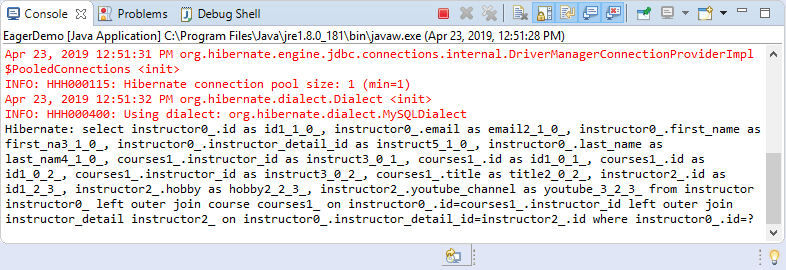 Console Problems Debug Shell
EagerDemo [Java Application] C:\Program Files\Java\jre1.8.0_181\bin\javaw.exe (Apr 23, 2019 12:51:28 PM)
Apr 23, 2019 12:51:31 PM org.hibernate.engine.jdbc.connections.internal.DriverManagerConnectionProviderImpl
$PooledConnections <init>
INFO: HHH000115: Hibernate connection pool size: 1 (min=1)
Apr 23, 2019 12:51:32 PM org.hibernate.dialect.Dialect <init>
INFO: HHH000400: Using dialect: org.hibernate.dialect.MySQLDialect
Hibernate: select instructor0_.id as id1_1_0_, instructor0_.email as email2_1_0_, instructor0_.first_name as
first_na3_1_0_, instructor0_.instructor_detail_id as instruct5_1_0_, instructor0_.last_name as
last_nam4_1_0_, courses1_.instructor_id as instruct3_0_1_, courses1_.id as id1_0_1_, courses1_.id as
id1_0_2_, courses1_.instructor_id as instruct3_0_2_, courses1_.title as title2_0_2_, instructor2_.id as
id1_2_3_, instructor2_.hobby as hobby2_2_3_, instructor2_.youtube_channel as youtube_3_2_3_ from instructor
instructor0_ left outer join course courses1_ on instructor0_.id=courses1_.instructor_id left outer join
instructor_detail instructor2_ on instructor0_.instructor_detail_id=instructor2_.id where instructor0_.id=?